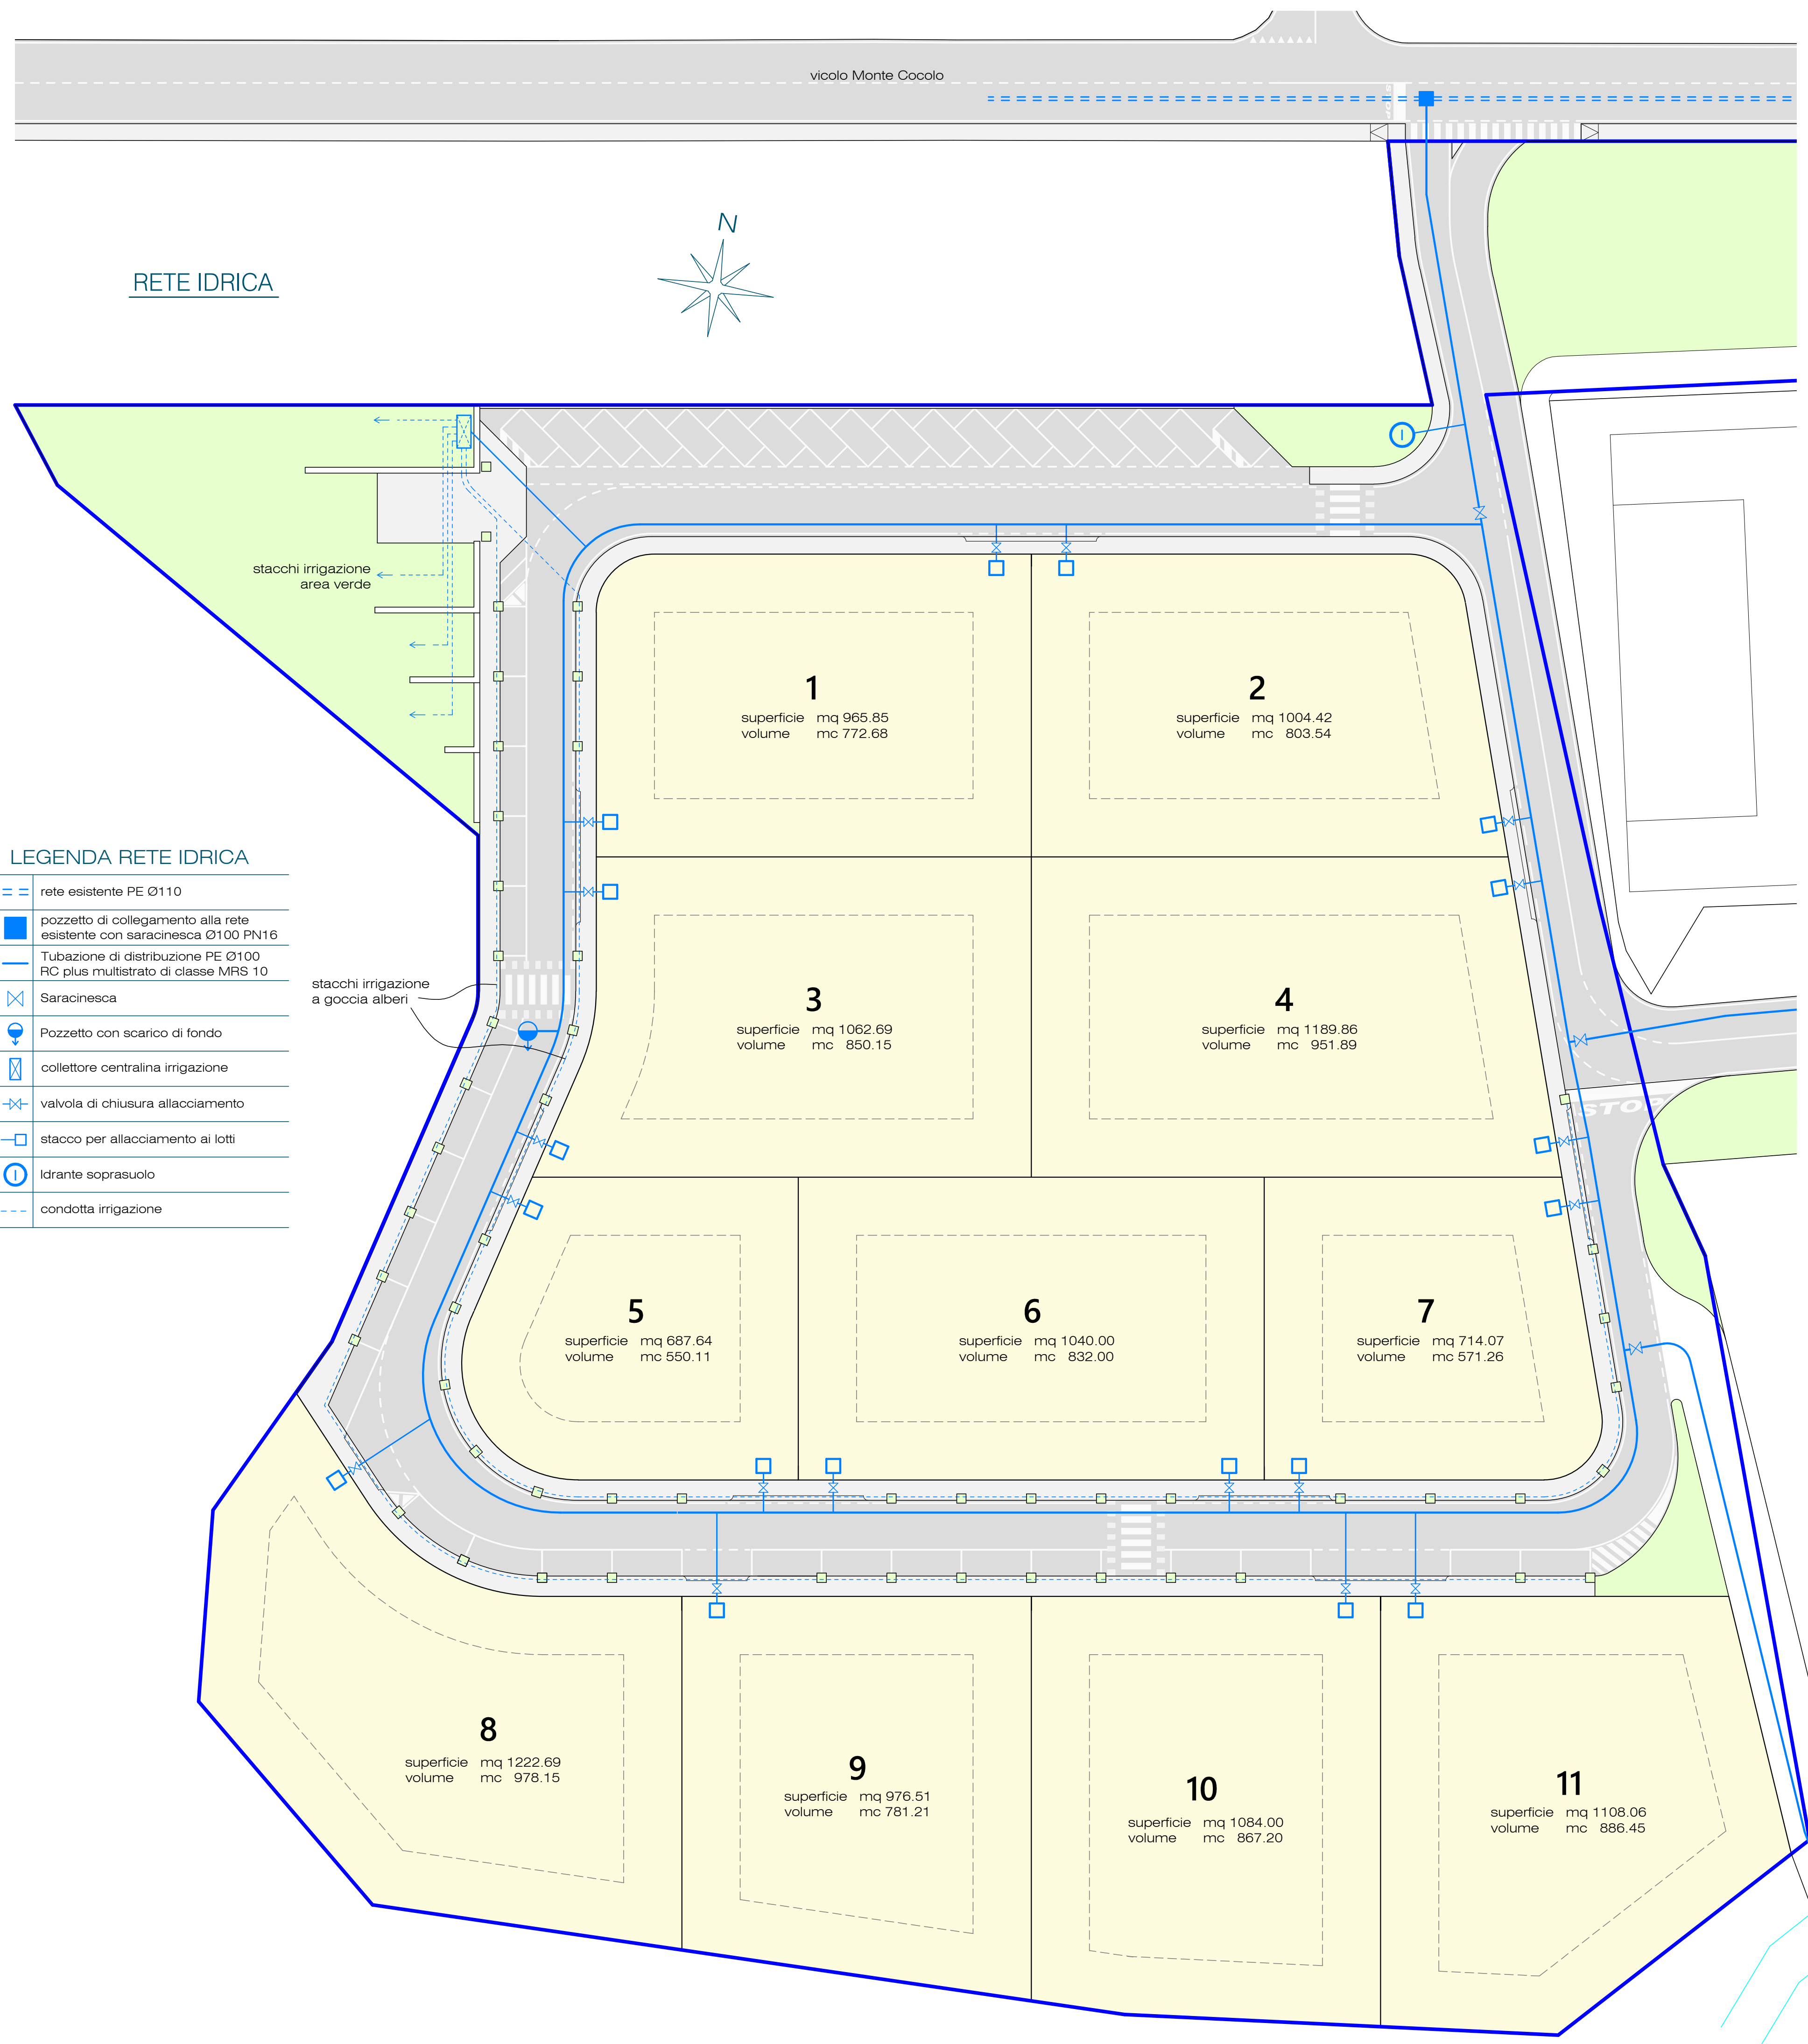 vicolo Monte Cocolo
STOP
N
RETE IDRICA
stacchi irrigazione
area verde
1
superficie mq 965.85
volume mc 772.68
2
superficie mq 1004.42
volume mc 803.54
LEGENDA RETE IDRICA
rete esistente PE Ø110
pozzetto di collegamento alla rete
esistente con saracinesca Ø100 PN16
Tubazione di distribuzione PE Ø100
RC plus multistrato di classe MRS 10
Saracinesca
Pozzetto con scarico di fondo
collettore centralina irrigazione
valvola di chiusura allacciamento
stacco per allacciamento ai lotti
Idrante soprasuolo
condotta irrigazione
stacchi irrigazione
a goccia alberi
3
superficie mq 1062.69
volume mc 850.15
4
superficie mq 1189.86
volume mc 951.89
STOP
5
superficie mq 687.64
volume mc 550.11
6
superficie mq 1040.00
volume mc 832.00
7
superficie mq 714.07
volume mc 571.26
8
superficie mq 1222.69
volume mc 978.15
9
superficie mq 976.51
volume mc 781.21
10
superficie mq 1084.00
volume mc 867.20
11
superficie mq 1108.06
volume mc 886.45